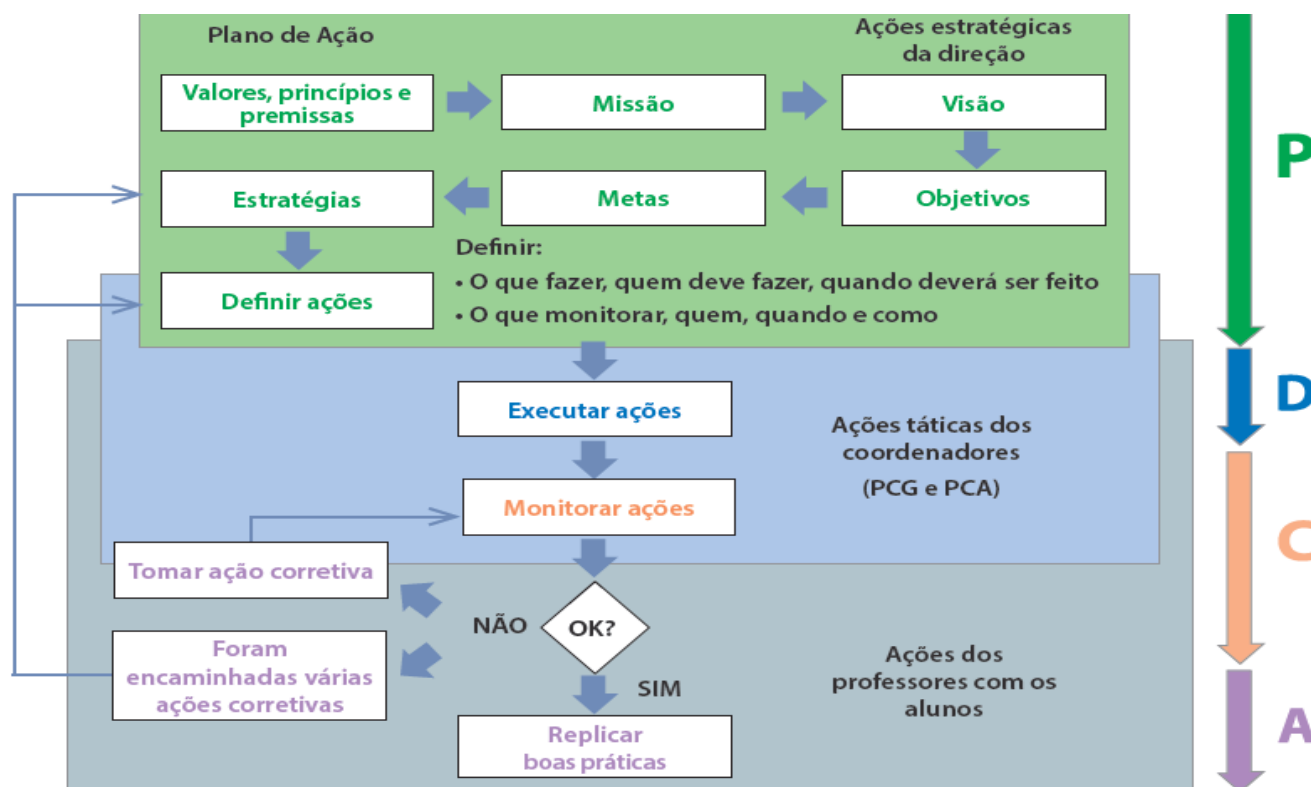 Plano de Ação
Ações estratégicas
da direção
Valores, princípios e
premissas
Missão
Visão
P
Estratégias
Metas
Objetivos
Definir:
• O que fazer, quem deve fazer, quando deverá ser feito
• O que monitorar, quem, quando e como
Definir ações
Executar ações
D
Ações táticas dos
coordenadores
(PCG e PCA)
Monitorar ações
C
Tomar ação corretiva
NÃO
OK?
Foram
encaminhadas várias
ações corretivas
SIM
Ações dos
professores com os
alunos
Replicar
boas práticas
A